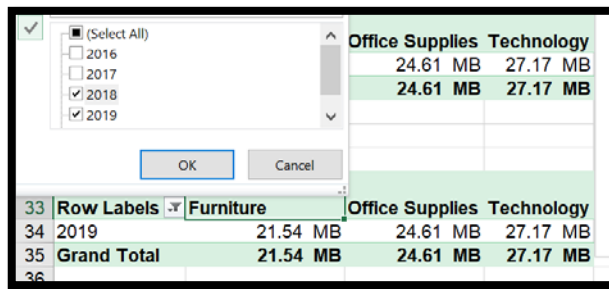 (Select All)
2016
2017
2018
2019
OK Cancel
Office Supplies Technology
24.61 MB 27.17 MB
24.61 MB 27.17 MB
33 Row Labels Furniture Office Supplies Technology
34 2019 21.54 MB 24.61 MB 27.17 MB
35 Grand Total 21.54 MB 24.61 MB 27.17 MB
36